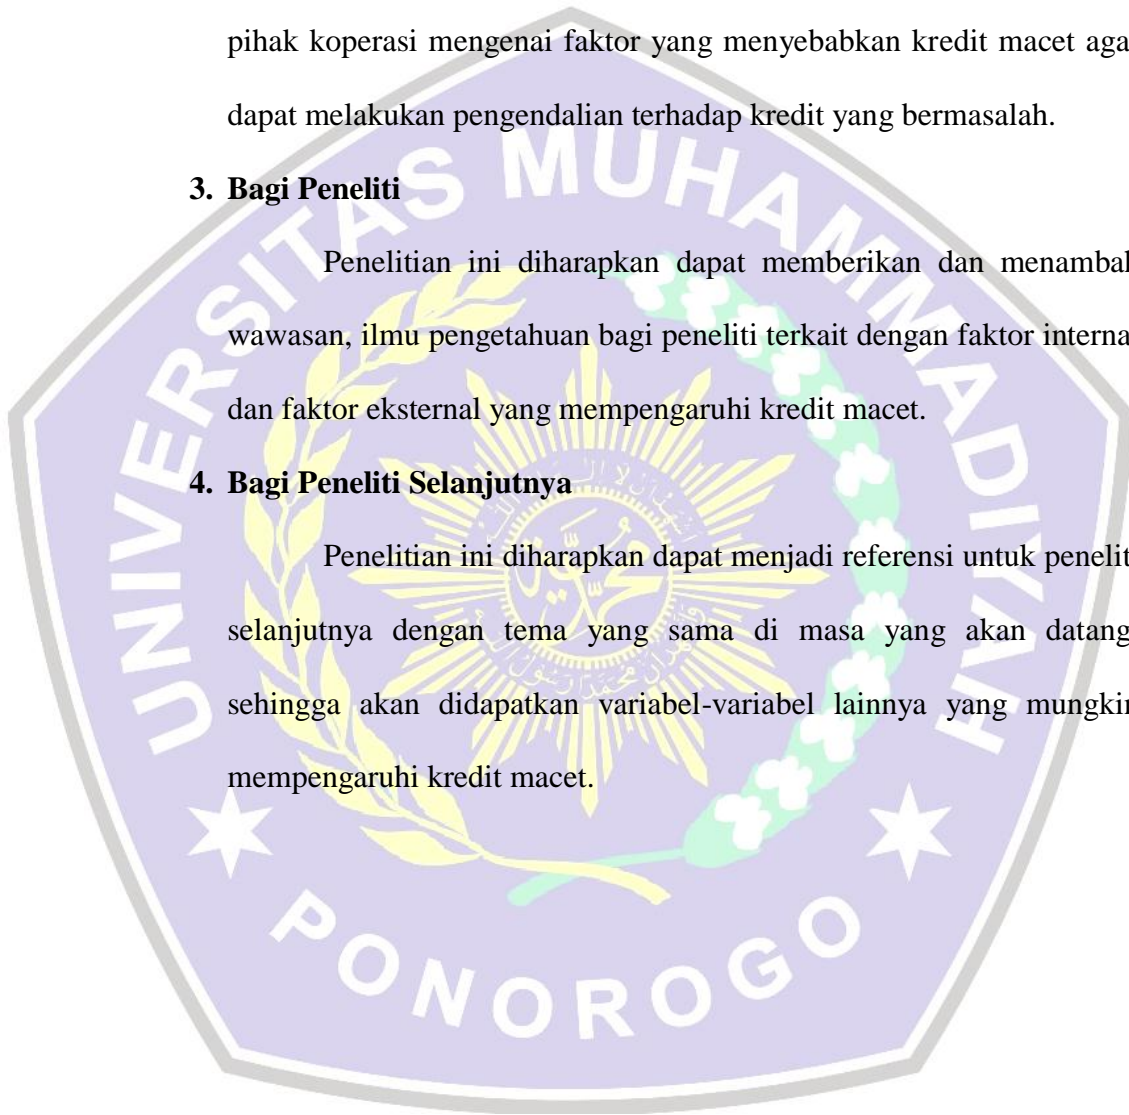 pihak koperasi mengenai faktor yang menyebabkan kredit macet aga
dapat melakukan pengendalian terhadap kredit yang bermasalah.
3. Bagi Peneliti
Penelitian ini diharapkan dapat memberikan dan menambah
wawasan, ilmu pengetahuan bagi peneliti terkait dengan faktor interna
dan faktor eksternal yang mempengaruhi kredit macet.
4. Bagi Peneliti Selanjutnya
Penelitian ini diharapkan dapat menjadi referensi untuk penelit
selanjutnya dengan tema yang sama di masa yang akan datang
sehingga akan didapatkan variabel-variabel lainnya yang mungkin
mempengaruhi kredit macet.
UNIVERSITAS MUHAMMADIYAH
PONOROGO
محمدية